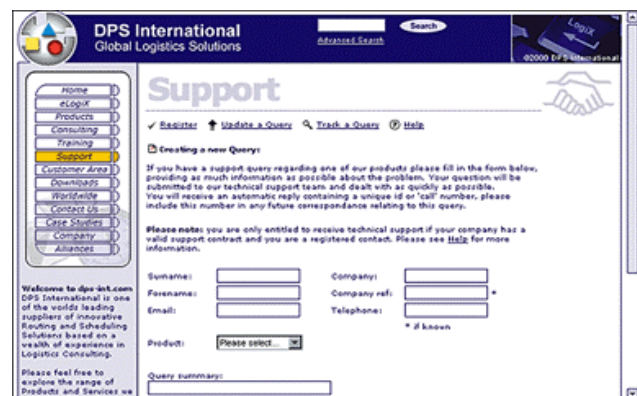 DPS International
Global Logistics Solutions
Search
Advanced Search
LogiX
©2000 DPS International
Home
eLogiX
Products
Consulting
Training
Support
Customer Area
Downloads
Worldwide
Contact Us
Case Studies
Company
Alliances
Welcome to dps-int.com
DPS International is one
of the worlds leading
suppliers of innovative
Routing and Scheduling
Solutions based on a
wealth of experience in
Logistics Consulting.
Please feel free to
explore the range of
Products and Services we
Support
Register Update a Query Track a Query Help
Creating a new Query:
If you have a support query regarding one of our products please fill in the form below,
providing as much information as possible about the problem. Your question will be
submitted to our technical support team and dealt with as quickly as possible.
You will receive an automatic reply containing a unique id or 'call' number, please
include this number in any future correspondence relating to this query.
Please note: you are only entitled to receive technical support if your company has a
valid support contract and you are a registered contact. Please see Help for more
information.
Surname: Company:
Forename: Company ref: *
Email: Telephone:
* if known
Product: Please select...
Query summary: